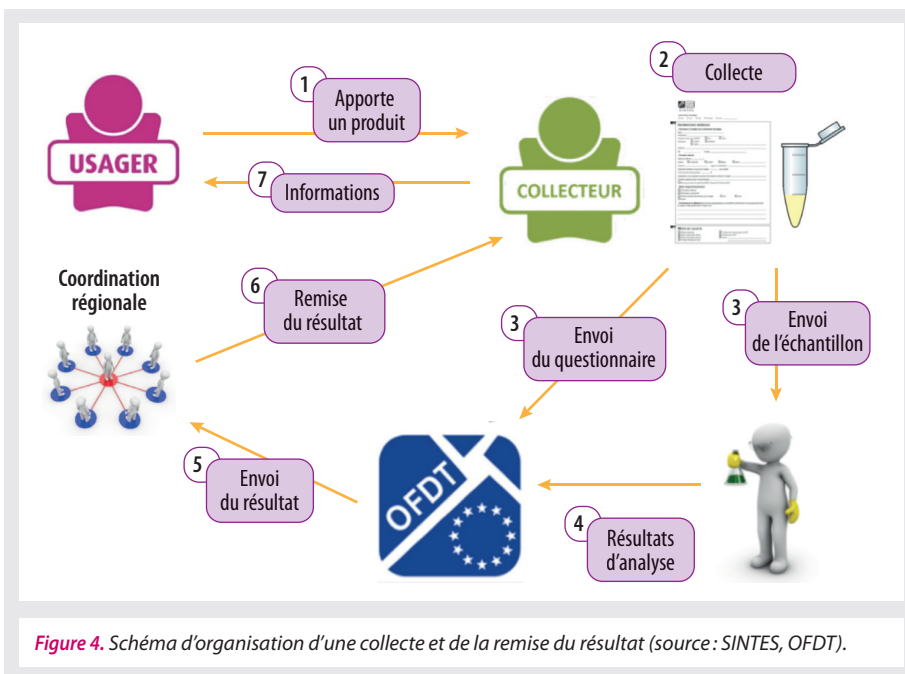 1
Apporte
un produit
2
Collecte
USAGER
7
Informations
COLLECTEUR
Coordination
régionale
6
Remise
du résultat
3
Envoi
du questionnaire
3
Envoi
de l’échantillon
5
Envoi
du résultat
OFDT
4
Résultats
d’analyse
Figure 4. Schéma d’organisation d’une collecte et de la remise du résultat (source : SINTES, OFDT).